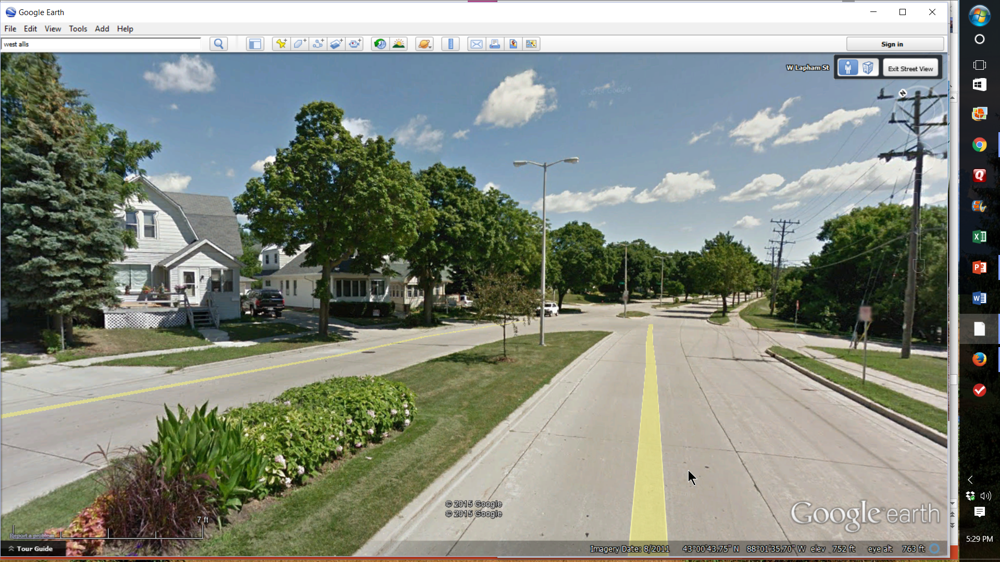 Google Earth
File Edit View Tools Add Help
west allis
Sign in
W Lapham St
Exit Street View
© 2014 Google
N
7 ft
© 2015 Google
© 2015 Google
Report a problem
Google earth
Tour Guide
Imagery Date: 8/2011 43°00'43.75" N 88°01'35.70" W elev 752 ft eye alt 763 ft
5:29 PM